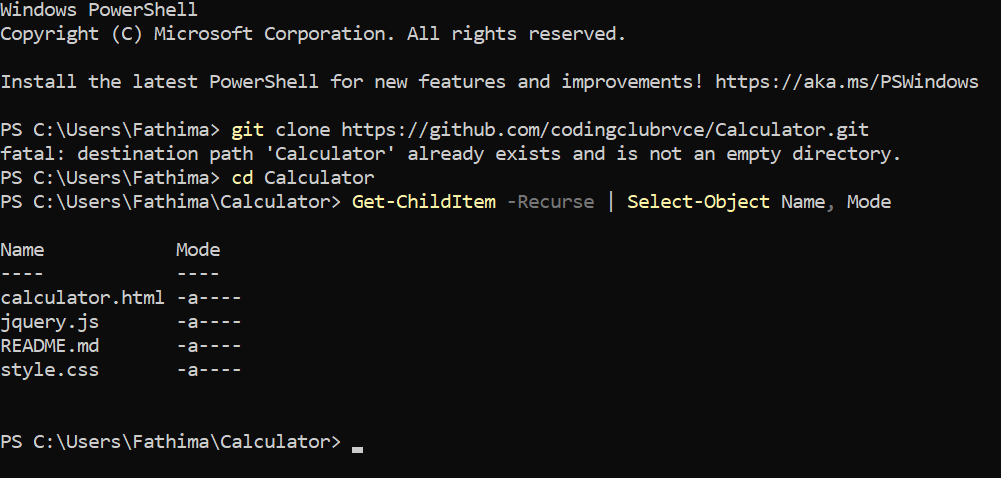 Windows PowerShell
Copyright (C) Microsoft Corporation. All rights reserved.
Install the latest PowerShell for new features and improvements! https://aka.ms/PSWindows
PS C:\Users\Fathima> git clone https://github.com/codingclubrvce/Calculator.git
fatal: destination path 'Calculator' already exists and is not an empty directory.
PS C:\Users\Fathima> cd Calculator
PS C:\Users\Fathima\Calculator> Get-ChildItem -Recurse | Select-Object Name, Mode
Name Mode
---- ----
calculator.html -a----
jquery.js -a----
README.md -a----
style.css -a----
PS C:\Users\Fathima\Calculator>